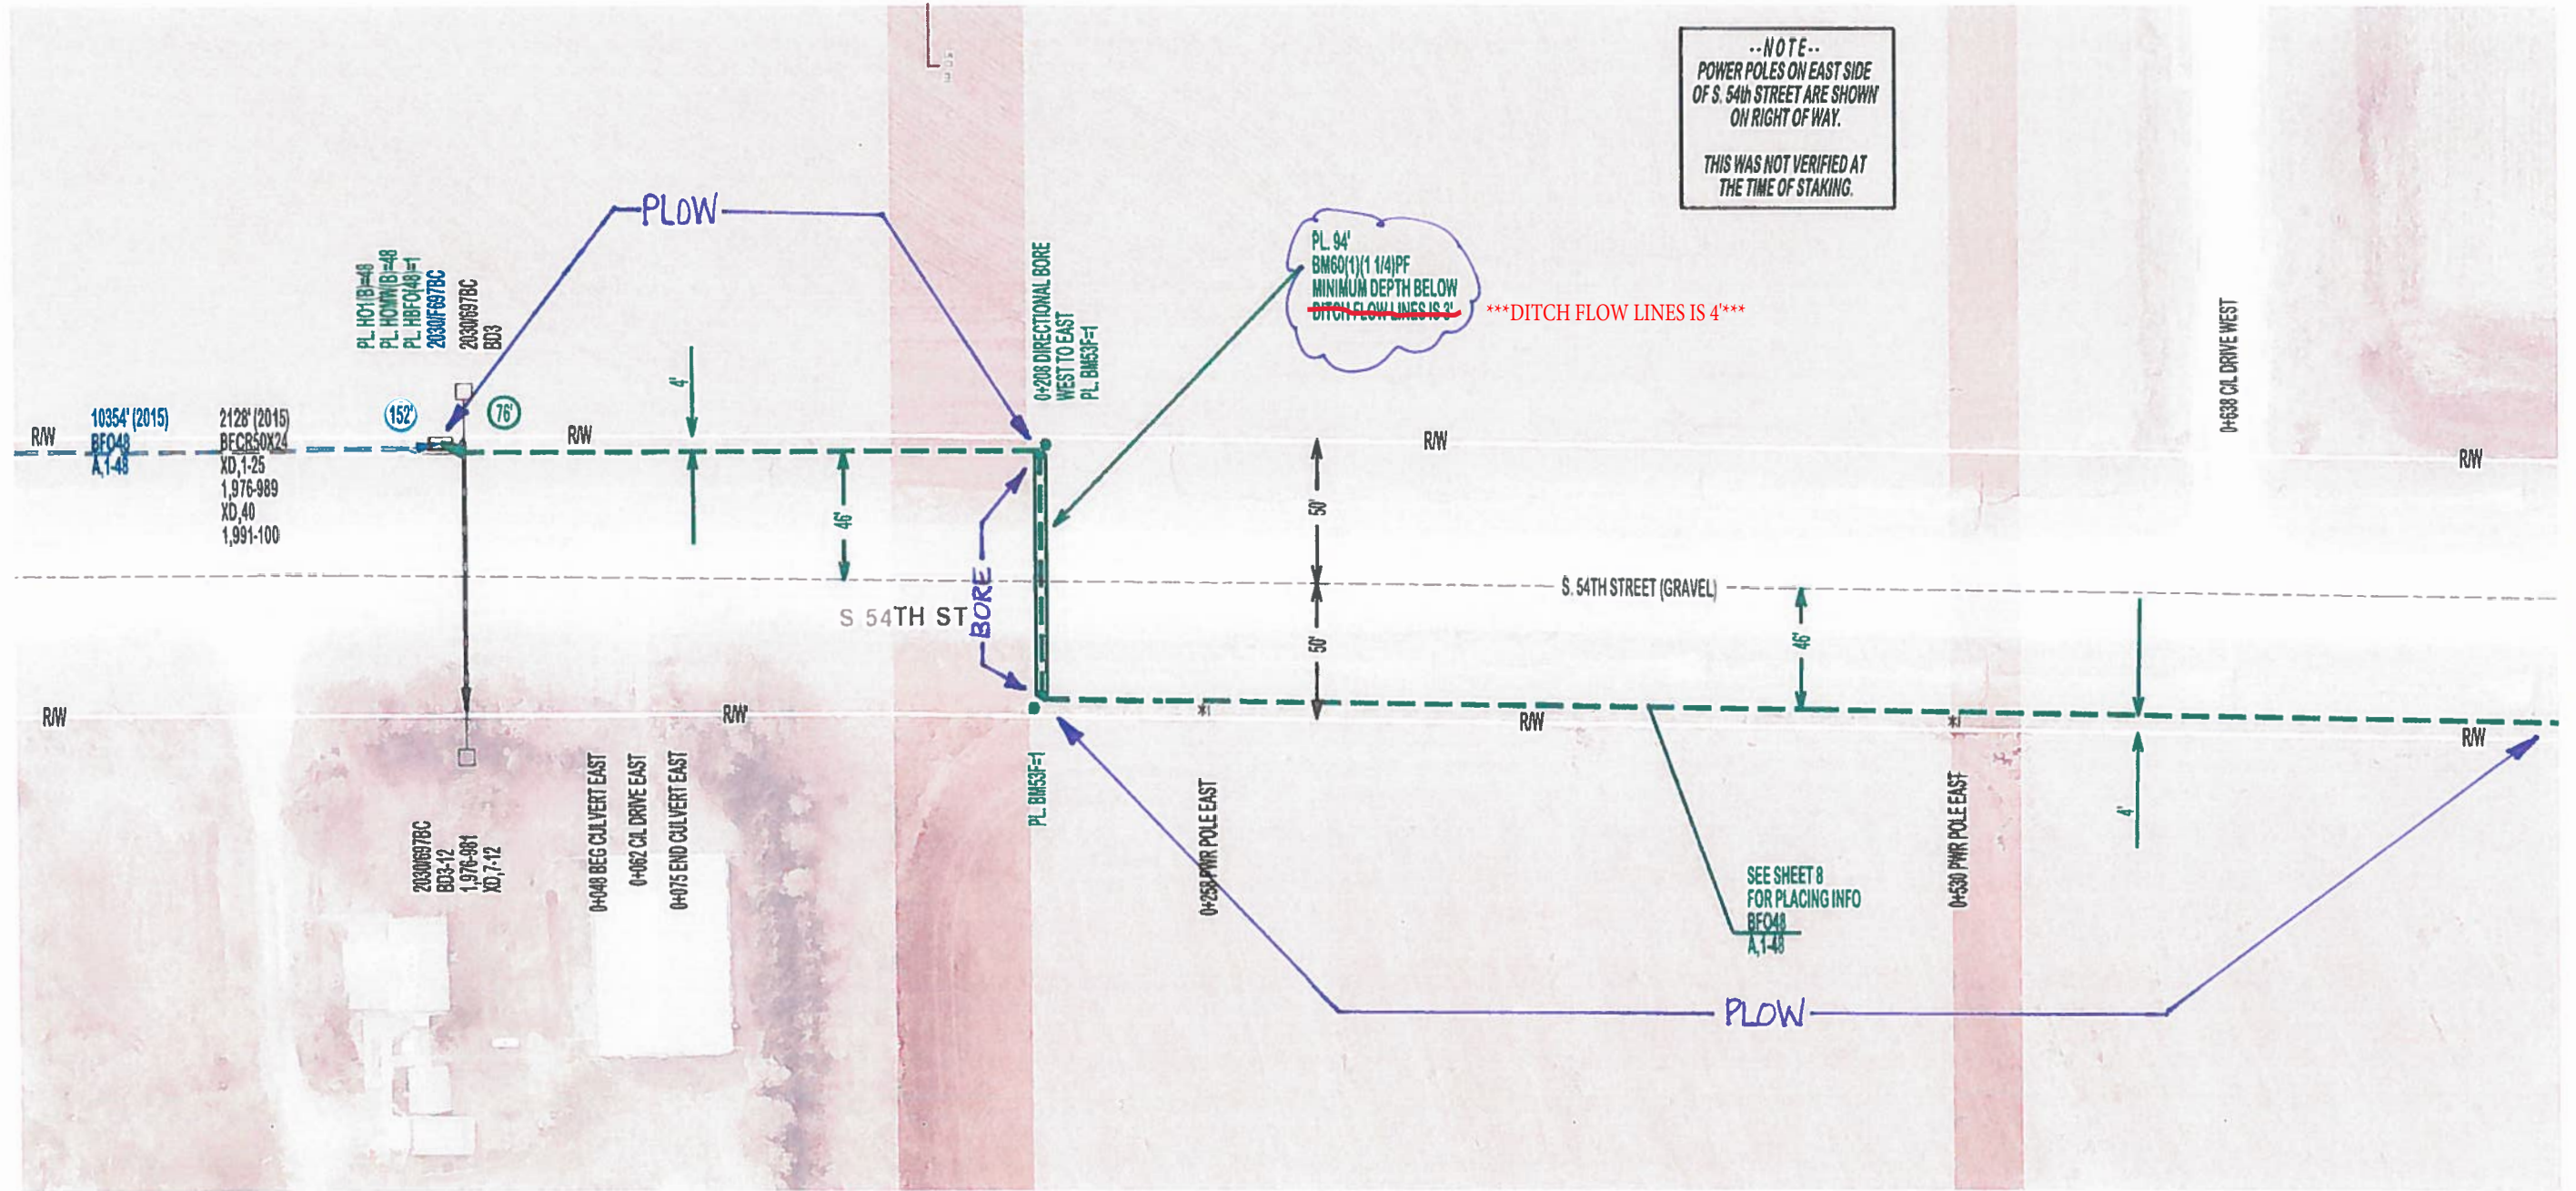 --NOTE--
POWER POLES ON EAST SIDE
OF S. 54th STREET ARE SHOWN
ON RIGHT OF WAY.
THIS WAS NOT VERIFIED AT
THE TIME OF STAKING.
PLOW
PL. HO1(B)=48
PL. HOMW(B)=48
PL. HBFO(48)=1
2030/F697BC
2030/697BC
BD3
0+208 DIRECTIONAL BORE
WEST TO EAST
PL. BM53F=1
PL. 94'
BM60(1)(1 1/4)PF
MINIMUM DEPTH BELOW
DITCH FLOW LINES IS 3'
***DITCH FLOW LINES IS 4'***
0+638 C/L DRIVE WEST
4'
152'
76'
10354' (2015)
BFO48
A,1-48
2128' (2015)
BFCR50X24
XD,1-25
1,976-989
XD,40
1,991-100
R/W
R/W
R/W
R/W
46'
50'
BORE
S 54TH ST
S. 54TH STREET (GRAVEL)
50'
46'
R/W
R/W
R/W
R/W
2030/697BC
BD3-12
1,976-981
XD,7-12
0+048 BEG CULVERT EAST
0+062 C/L DRIVE EAST
0+075 END CULVERT EAST
PL. BM53F=1
0+258 PWR POLE EAST
0+530 PWR POLE EAST
4'
SEE SHEET 8
FOR PLACING INFO
BFO48
A,1-48
PLOW